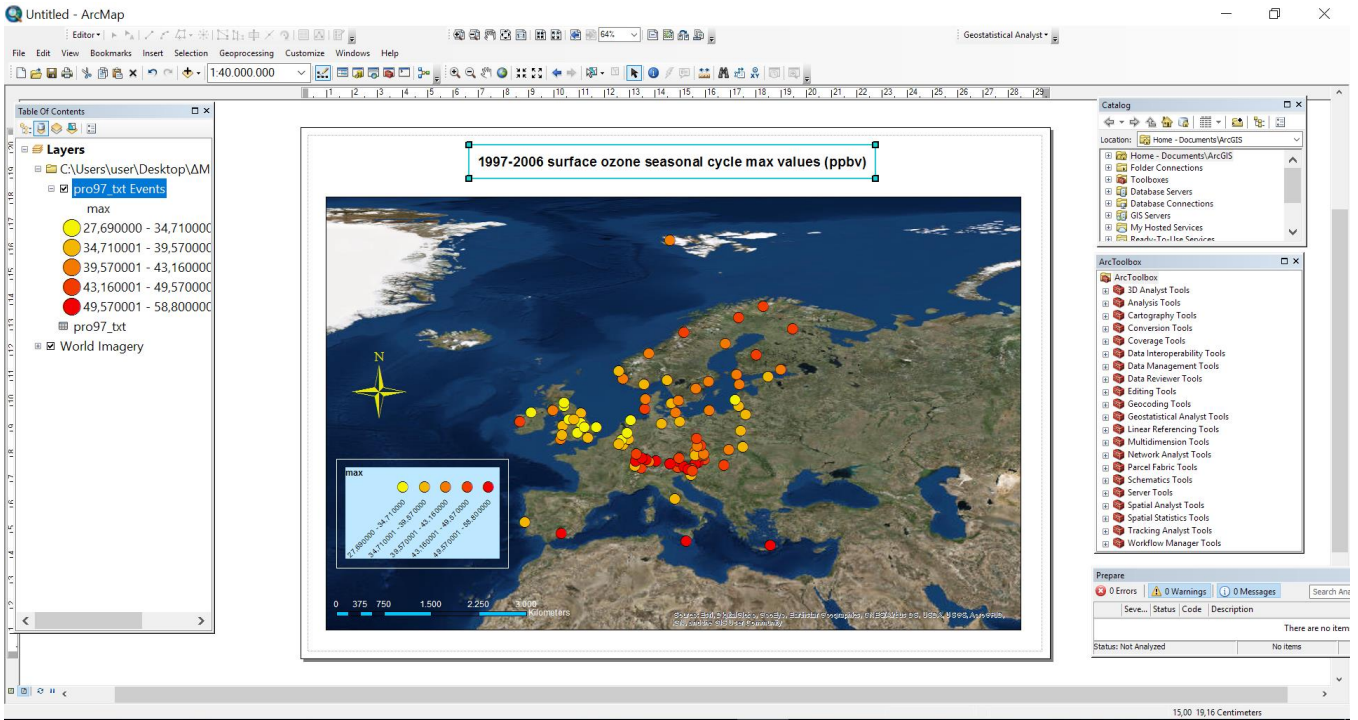 Untitled - ArcMap
Editor
64%
Geostatistical Analyst
File Edit View Bookmarks Insert Selection Geoprocessing Customize Windows Help
1:40.000.000
Table Of Contents
Layers
C:\Users\user\Desktop\ΔM
pro97_txt Events
max
27,690000 - 34,710000
34,710001 - 39,570000
39,570001 - 43,160000
43,160001 - 49,570000
49,570001 - 58,800000
pro97_txt
World Imagery
1997-2006 surface ozone seasonal cycle max values (ppbv)
N
max
27,690000 - 34,710000
34,710001 - 39,570000
39,570001 - 43,160000
43,160001 - 49,570000
49,570001 - 58,800000
0 375 750 1.500 2.250 3.000
Kilometers
Catalog
Location: Home - Documents\ArcGIS
Home - Documents\ArcGIS
Folder Connections
Toolboxes
Database Servers
Database Connections
GIS Servers
My Hosted Services
Ready-To-Use Services
ArcToolbox
ArcToolbox
3D Analyst Tools
Analysis Tools
Cartography Tools
Conversion Tools
Coverage Tools
Data Interoperability Tools
Data Management Tools
Data Reviewer Tools
Editing Tools
Geocoding Tools
Geostatistical Analyst Tools
Linear Referencing Tools
Multidimension Tools
Network Analyst Tools
Parcel Fabric Tools
Schematics Tools
Server Tools
Spatial Analyst Tools
Spatial Statistics Tools
Tracking Analyst Tools
Workflow Manager Tools
Prepare
0 Errors 0 Warnings 0 Messages Search Ana
Seve... Status Code Description
There are no item
Status: Not Analyzed No items
15,00 19,16 Centimeters